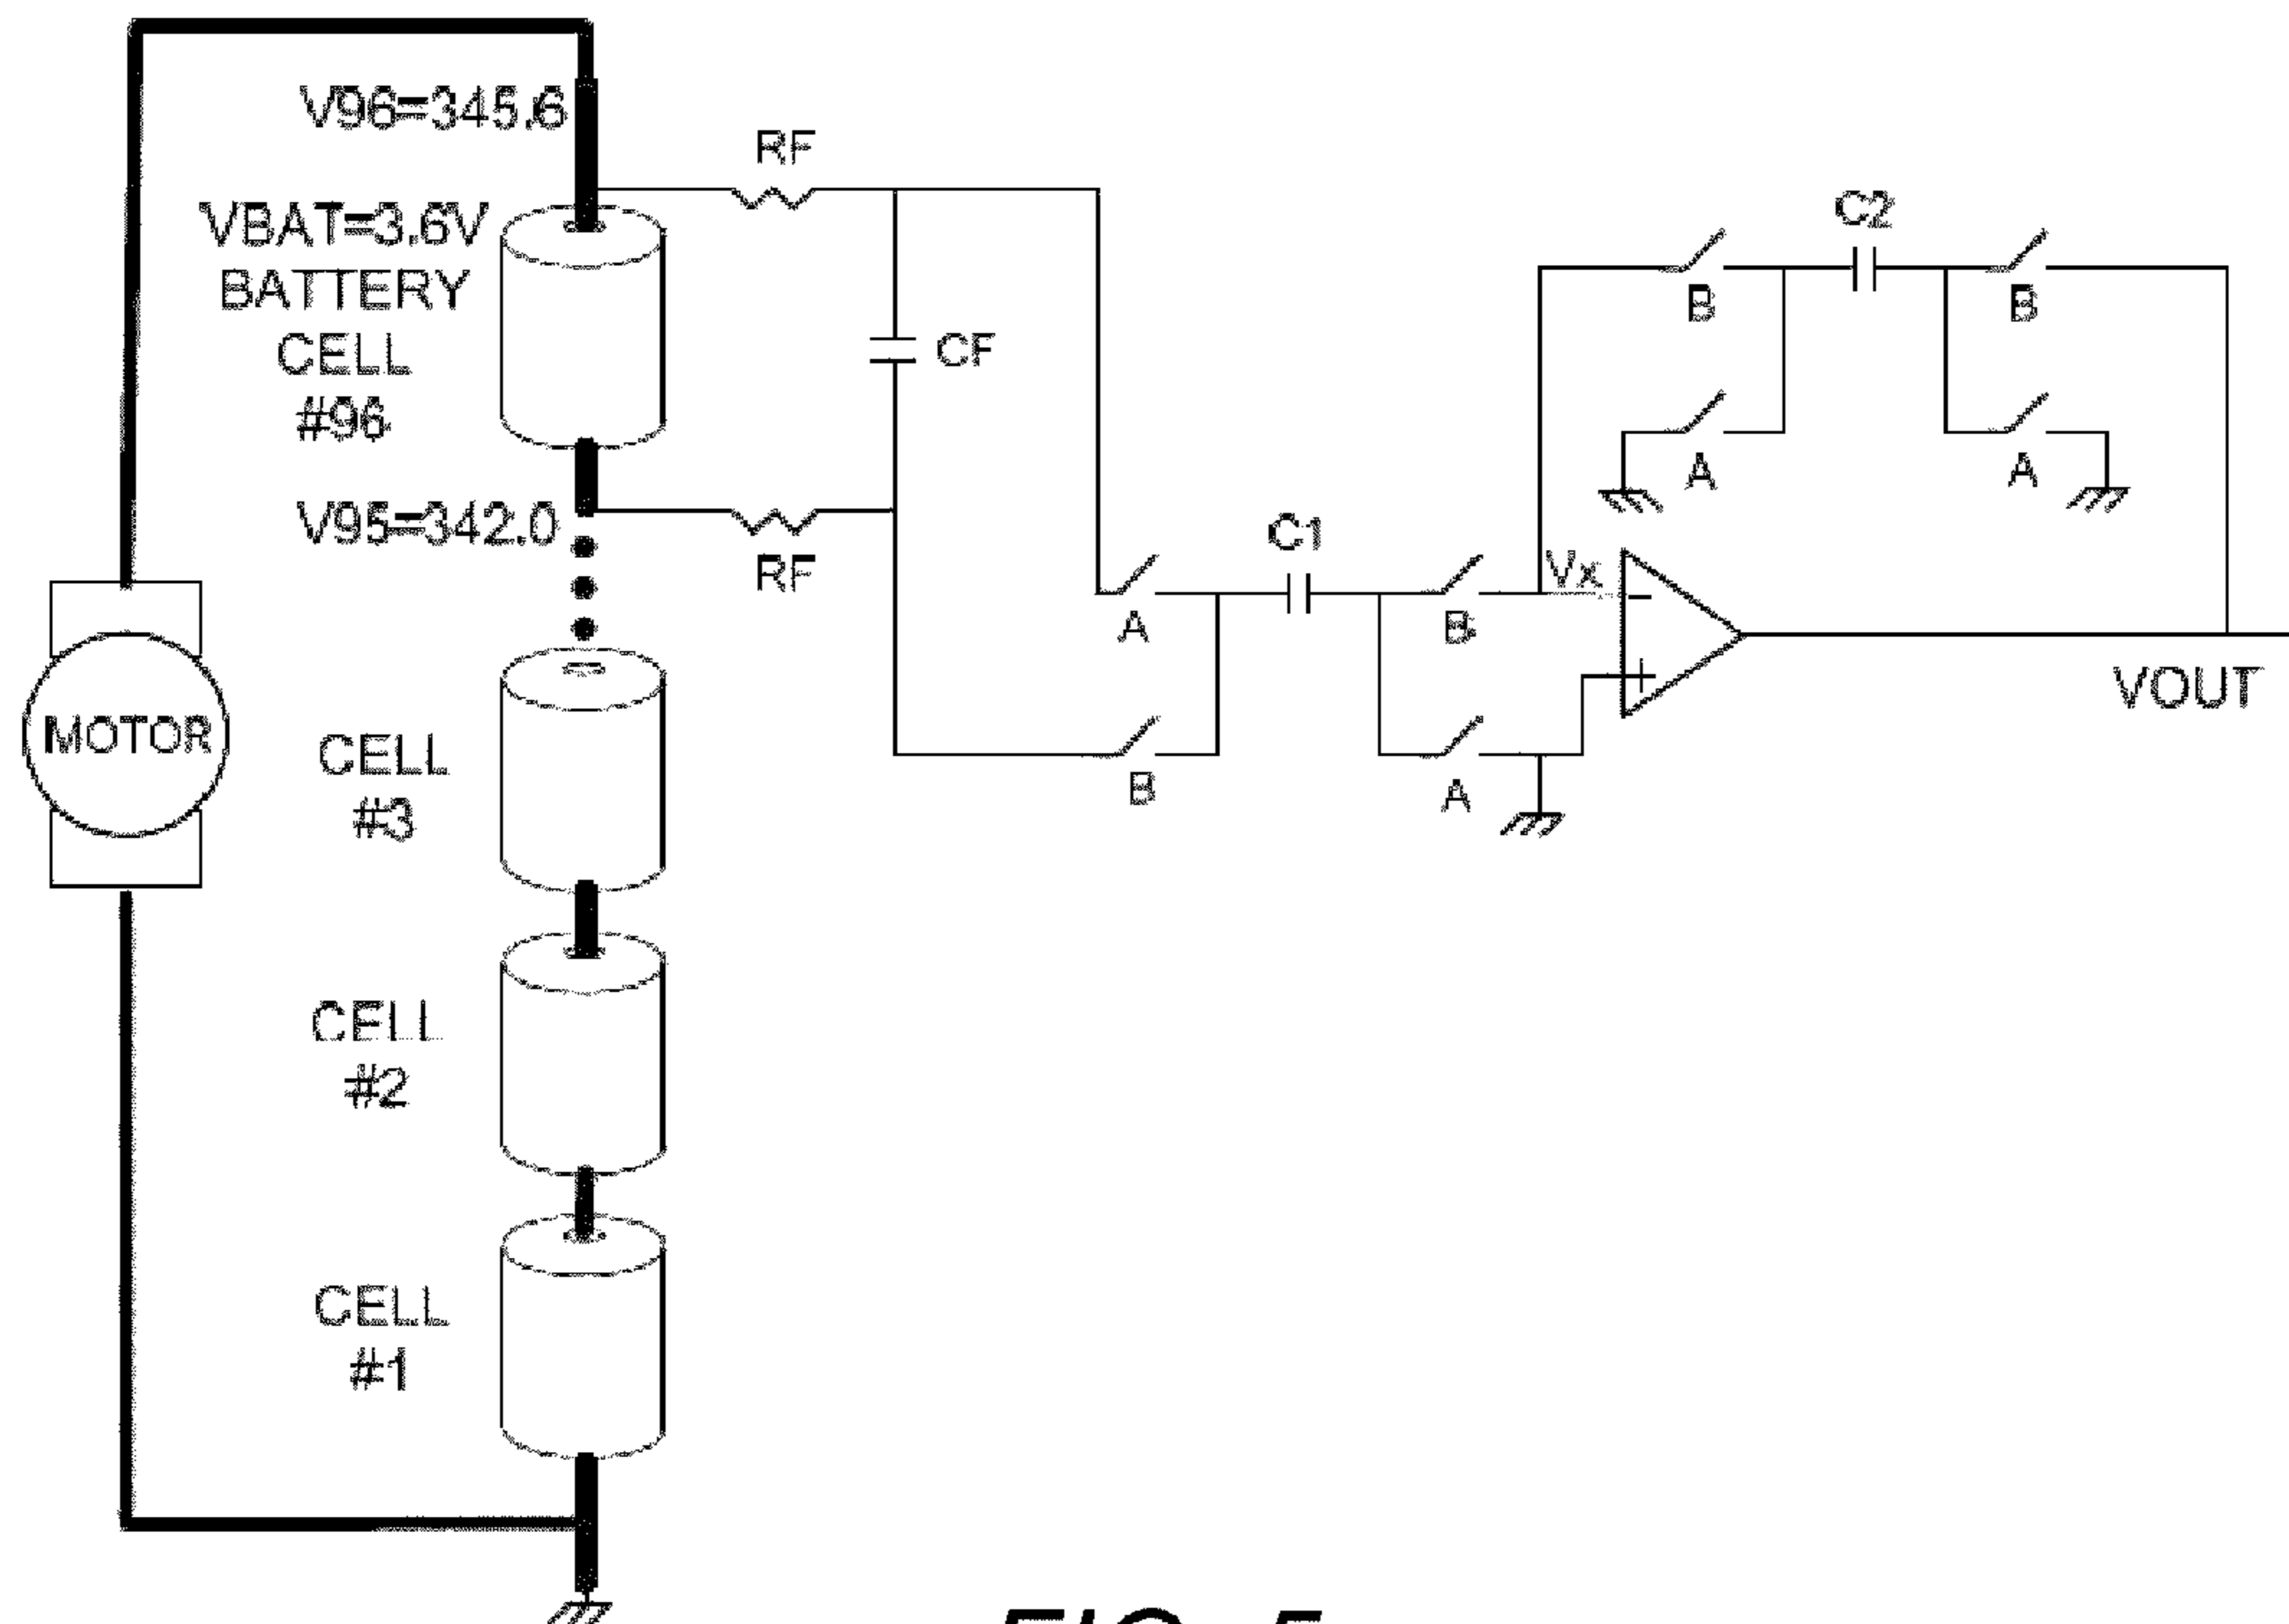 V96=345.6
RF
VBAT=3.6V
BATTERY
CELL
#96
CF
C2
B
B
A
A
V95=342.0
RF
C1
Vx
A
B
-
+
B
A
VOUT
MOTOR
CELL
#3
CELL
#2
CELL
#1